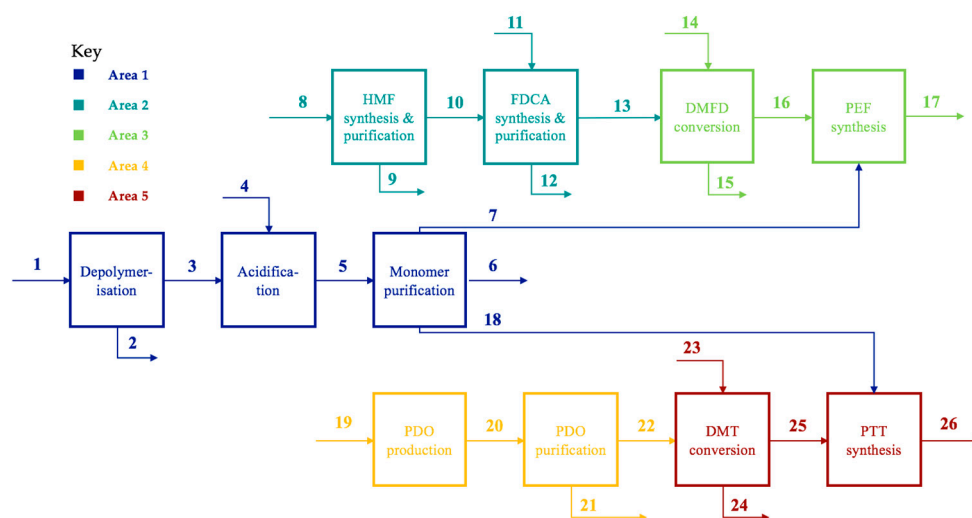 Key
Area 1
Area 2
Area 3
Area 4
Area 5
11
14
8
HMF
synthesis &
purification
10
FDCA
synthesis &
purification
13
DMFD
conversion
16
PEF
synthesis
17
9
12
15
4
7
1
Depolymer-
isation
3
Acidifica-
tion
5
Monomer
purification
6
2
18
23
19
PDO
production
20
PDO
purification
22
DMT
conversion
25
PTT
synthesis
26
21
24